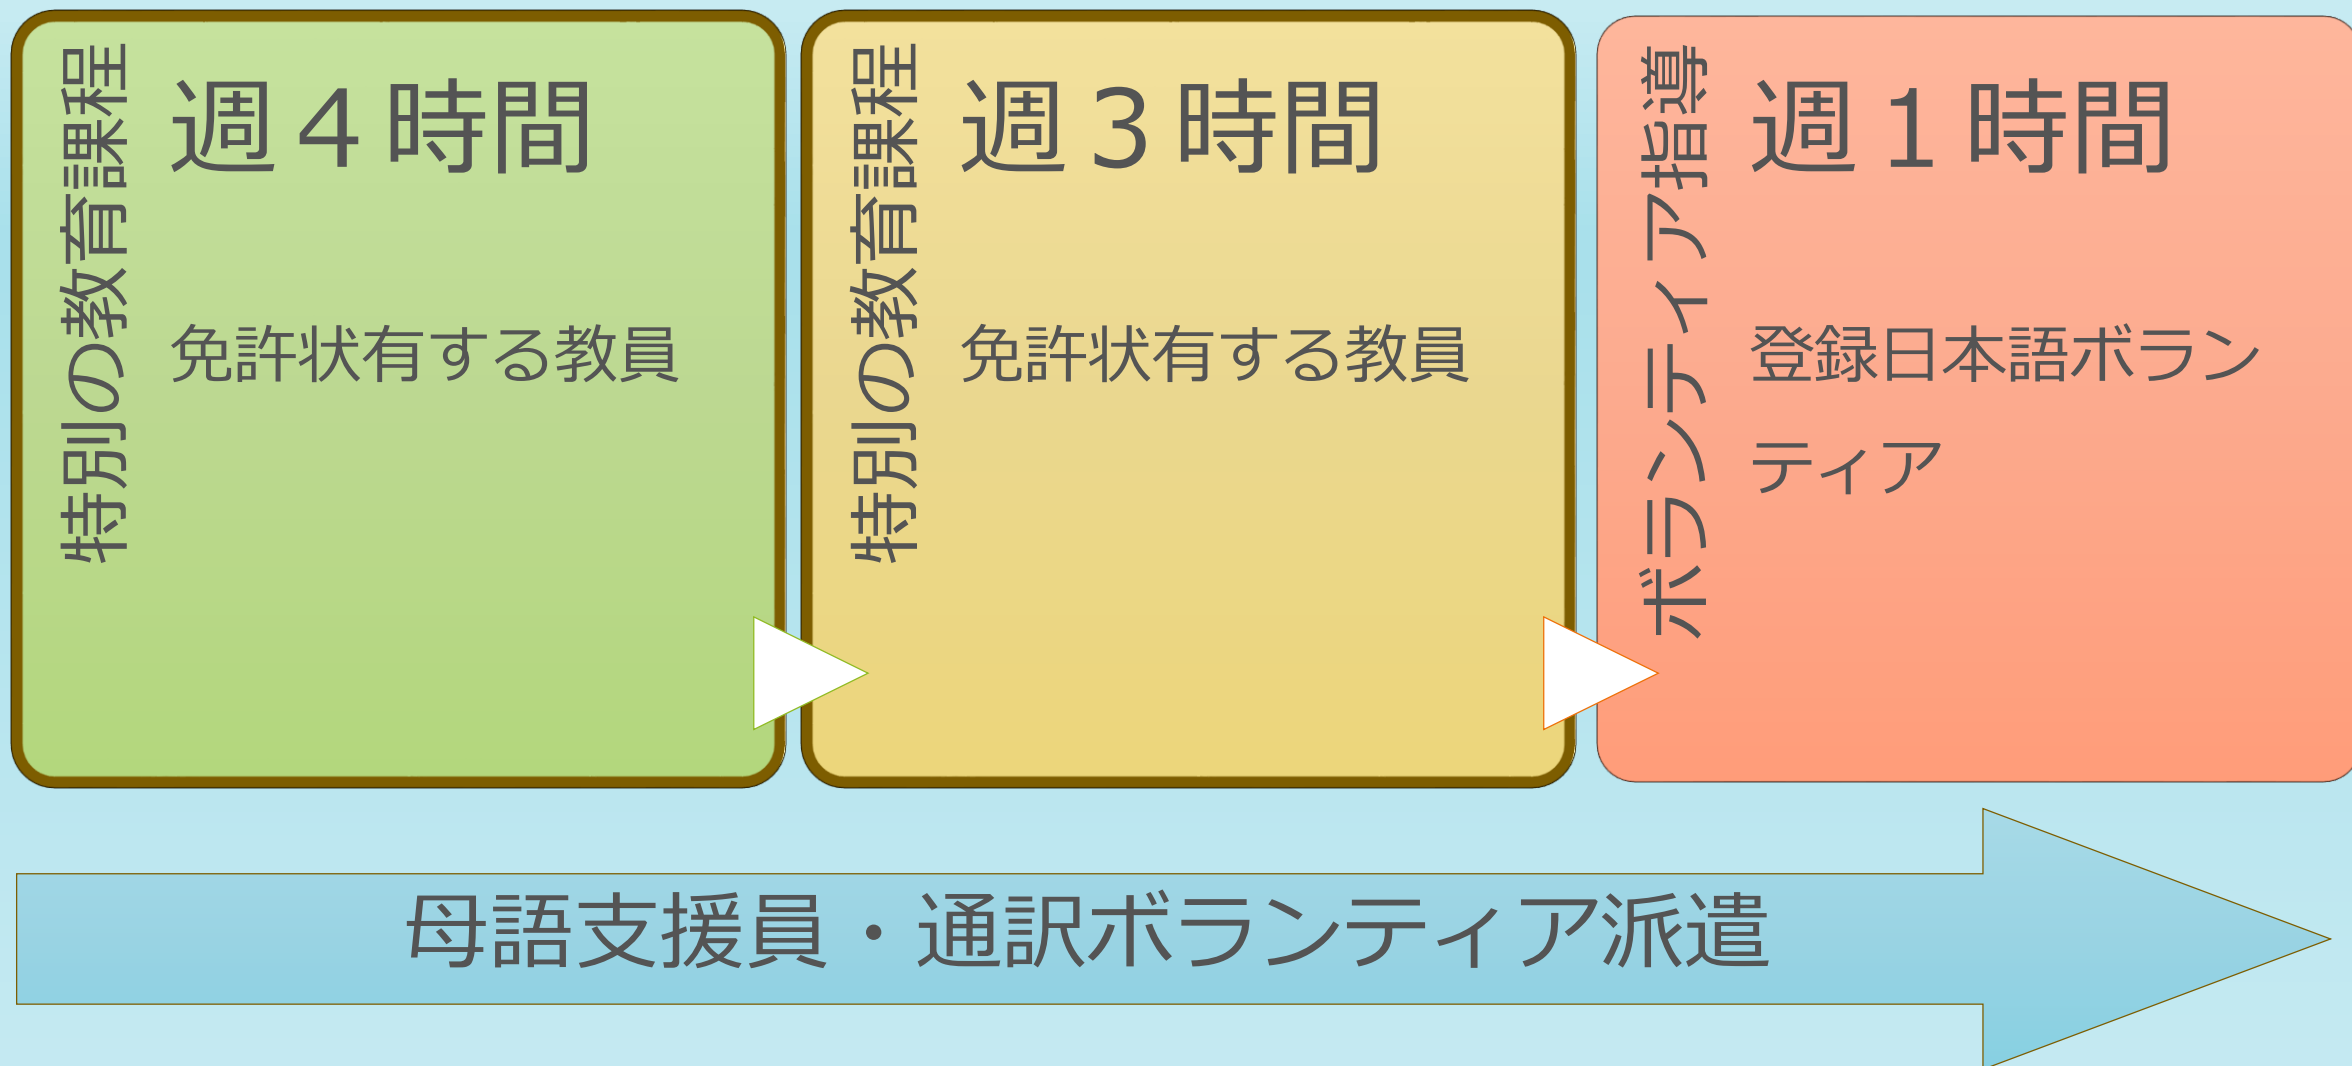 特別の教育課程
週４時間
免許状有する教員
特別の教育課程
週３時間
免許状有する教員
ボランティア指導
週１時間
登録日本語ボラン
ティア
母語支援員・通訳ボランティア派遣